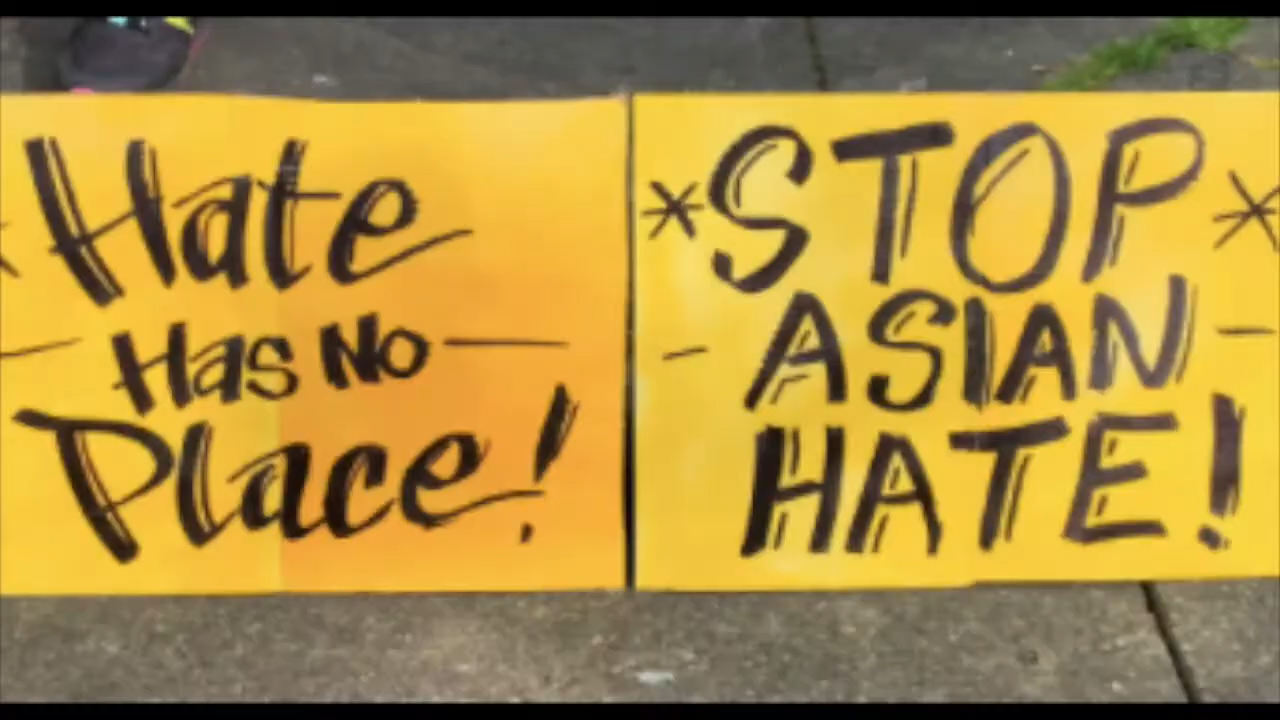 Hate
Has No
Place!
*STOP*
- ASIAN -
HATE!